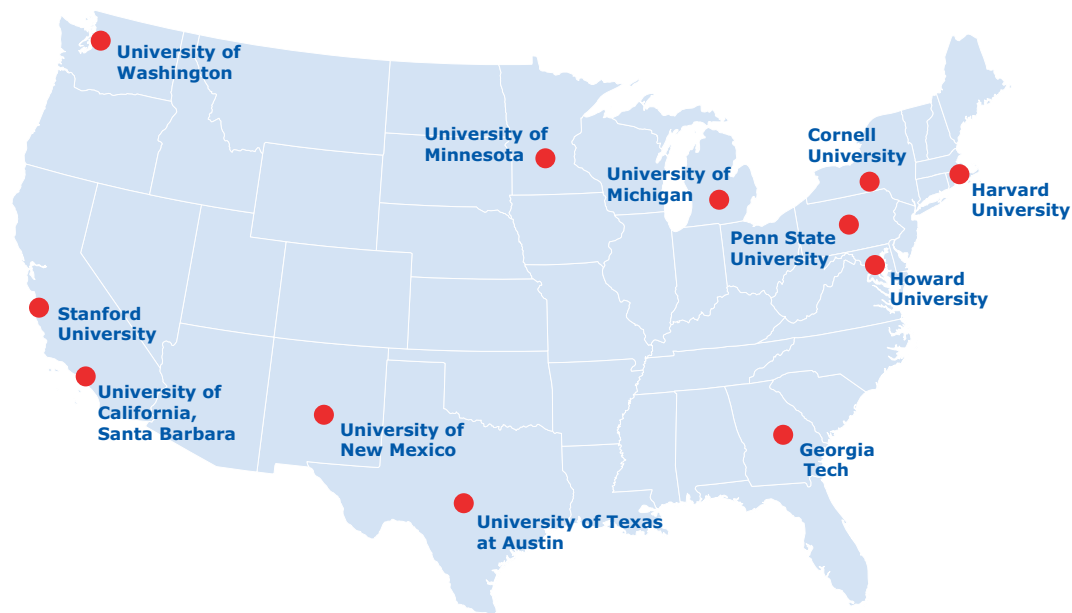 University of
Washington
University of
Minnesota
University of
Michigan
Cornell
University
Harvard
University
Penn State
University
Howard
University
Stanford
University
University of
California,
Santa Barbara
University of
New Mexico
Georgia
Tech
University of Texas
at Austin